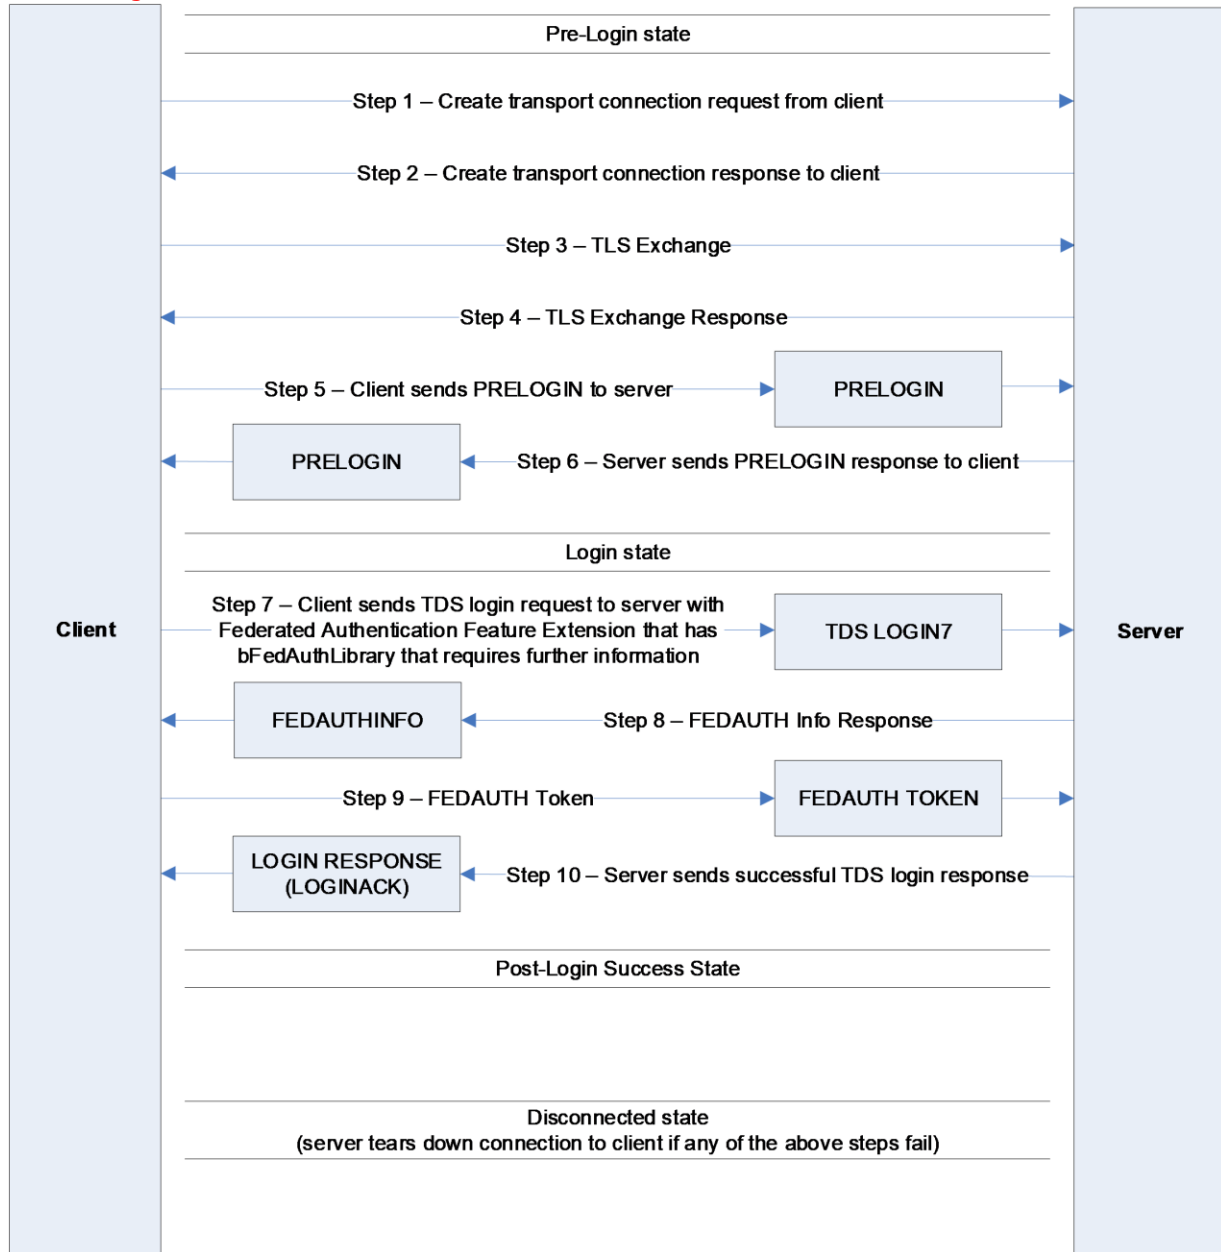 Pre-Login state
Step 1 – Create transport connection request from client
Step 2 – Create transport connection response to client
Step 3 – TLS Exchange
Step 4 – TLS Exchange Response
Step 5 – Client sends PRELOGIN to server
PRELOGIN
PRELOGIN
Step 6 – Server sends PRELOGIN response to client
Login state
Client
Step 7 – Client sends TDS login request to server with
Federated Authentication Feature Extension that has
bFedAuthLibrary that requires further information
TDS LOGIN7
Server
FEDAUTHINFO
Step 8 – FEDAUTH Info Response
Step 9 – FEDAUTH Token
FEDAUTH TOKEN
LOGIN RESPONSE
(LOGINACK)
Step 10 – Server sends successful TDS login response
Post-Login Success State
Disconnected state
(server tears down connection to client if any of the above steps fail)